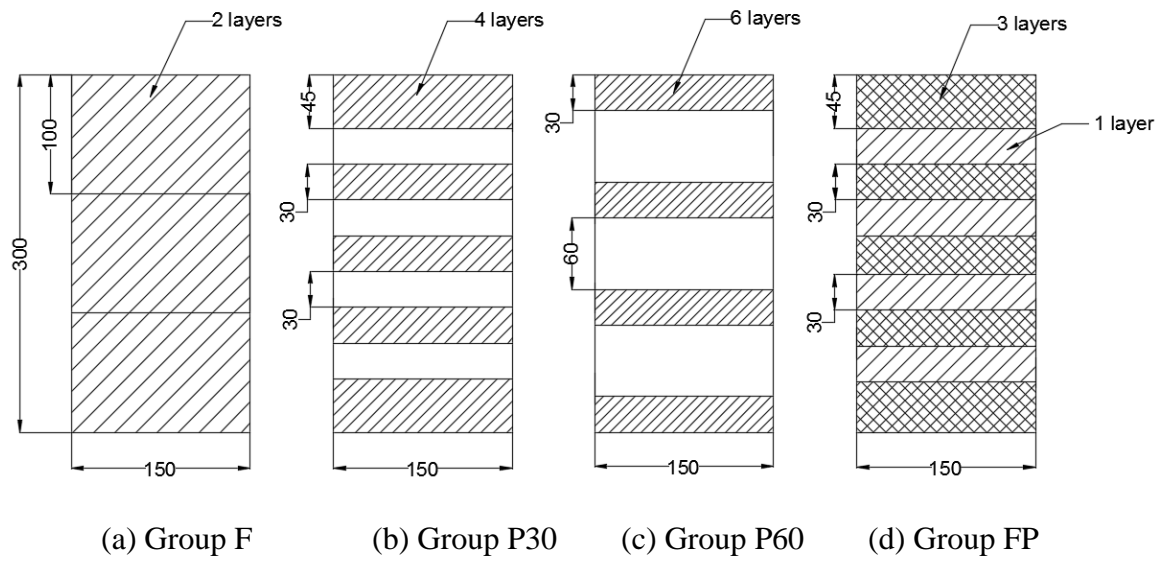 2 layers
4 layers
6 layers
3 layers
1 layer
300
100
150
45
30
30
150
30
60
150
45
30
30
150
(a) Group F
(b) Group P30
(c) Group P60
(d) Group FP